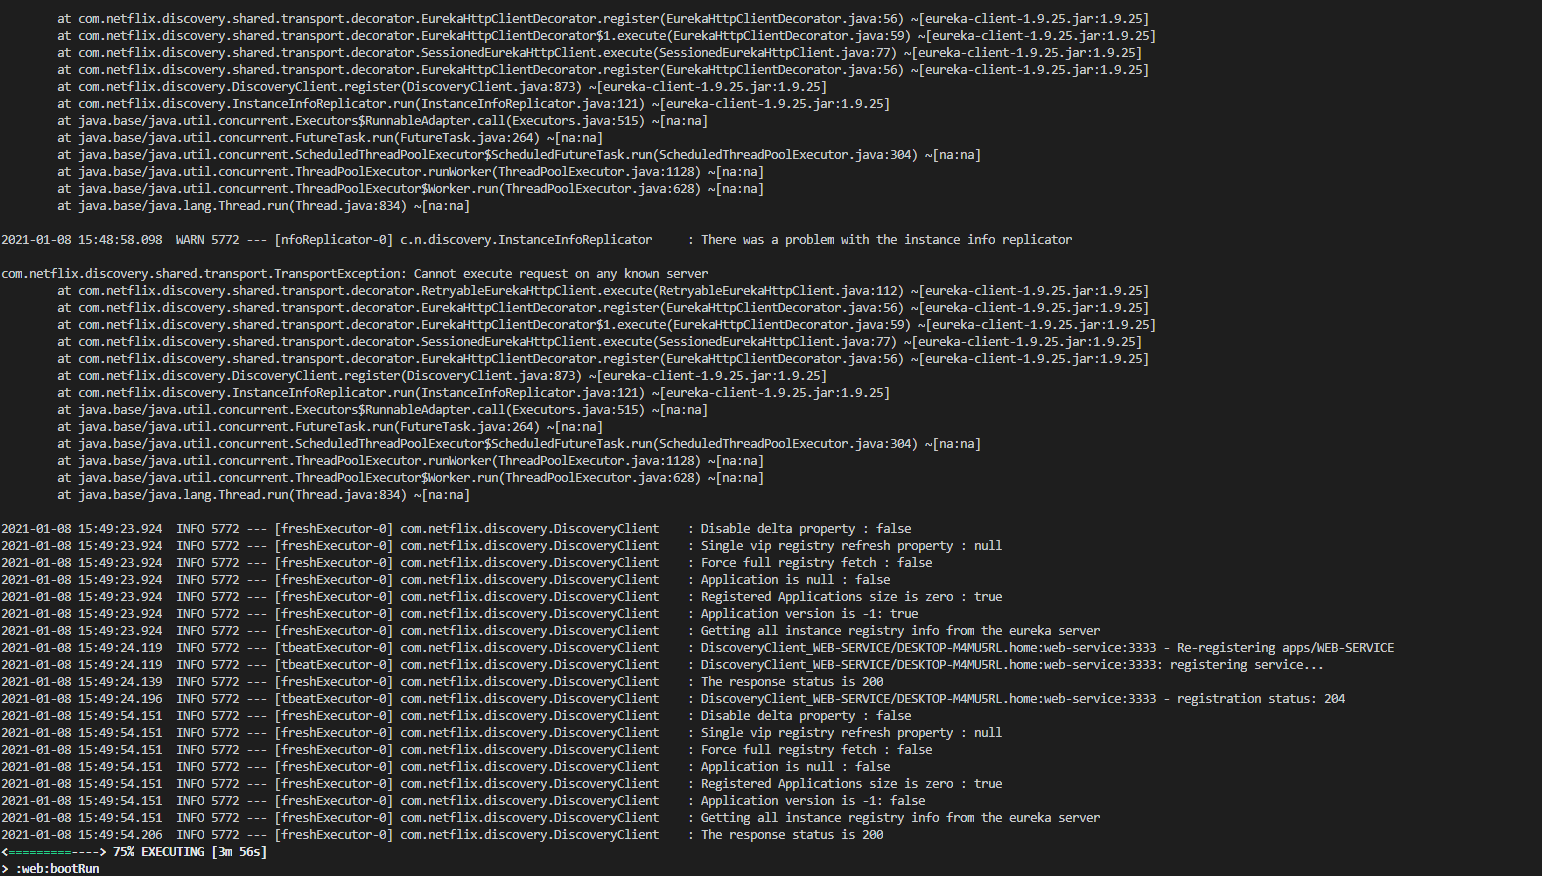 at com.netflix.discovery.shared.transport.decorator.EurekaHttpClientDecorator.register(EurekaHttpClientDecorator.java:56) ~[eureka-client-1.9.25.jar:1.9.25]
at com.netflix.discovery.shared.transport.decorator.EurekaHttpClientDecorator$1.execute(EurekaHttpClientDecorator.java:59) ~[eureka-client-1.9.25.jar:1.9.25]
at com.netflix.discovery.shared.transport.decorator.SessionedEurekaHttpClient.execute(SessionedEurekaHttpClient.java:77) ~[eureka-client-1.9.25.jar:1.9.25]
at com.netflix.discovery.shared.transport.decorator.EurekaHttpClientDecorator.register(EurekaHttpClientDecorator.java:56) ~[eureka-client-1.9.25.jar:1.9.25]
at com.netflix.discovery.DiscoveryClient.register(DiscoveryClient.java:873) ~[eureka-client-1.9.25.jar:1.9.25]
at com.netflix.discovery.InstanceInfoReplicator.run(InstanceInfoReplicator.java:121) ~[eureka-client-1.9.25.jar:1.9.25]
at java.base/java.util.concurrent.Executors$RunnableAdapter.call(Executors.java:515) ~[na:na]
at java.base/java.util.concurrent.FutureTask.run(FutureTask.java:264) ~[na:na]
at java.base/java.util.concurrent.ScheduledThreadPoolExecutor$ScheduledFutureTask.run(ScheduledThreadPoolExecutor.java:304) ~[na:na]
at java.base/java.util.concurrent.ThreadPoolExecutor.runWorker(ThreadPoolExecutor.java:1128) ~[na:na]
at java.base/java.util.concurrent.ThreadPoolExecutor$Worker.run(ThreadPoolExecutor.java:628) ~[na:na]
at java.base/java.lang.Thread.run(Thread.java:834) ~[na:na]
2021-01-08 15:48:58.098  WARN 5772 --- [nfoReplicator-0] c.n.discovery.InstanceInfoReplicator     : There was a problem with the instance info replicator
com.netflix.discovery.shared.transport.TransportException: Cannot execute request on any known server
at com.netflix.discovery.shared.transport.decorator.RetryableEurekaHttpClient.execute(RetryableEurekaHttpClient.java:112) ~[eureka-client-1.9.25.jar:1.9.25]
at com.netflix.discovery.shared.transport.decorator.EurekaHttpClientDecorator.register(EurekaHttpClientDecorator.java:56) ~[eureka-client-1.9.25.jar:1.9.25]
at com.netflix.discovery.shared.transport.decorator.EurekaHttpClientDecorator$1.execute(EurekaHttpClientDecorator.java:59) ~[eureka-client-1.9.25.jar:1.9.25]
at com.netflix.discovery.shared.transport.decorator.SessionedEurekaHttpClient.execute(SessionedEurekaHttpClient.java:77) ~[eureka-client-1.9.25.jar:1.9.25]
at com.netflix.discovery.shared.transport.decorator.EurekaHttpClientDecorator.register(EurekaHttpClientDecorator.java:56) ~[eureka-client-1.9.25.jar:1.9.25]
at com.netflix.discovery.DiscoveryClient.register(DiscoveryClient.java:873) ~[eureka-client-1.9.25.jar:1.9.25]
at com.netflix.discovery.InstanceInfoReplicator.run(InstanceInfoReplicator.java:121) ~[eureka-client-1.9.25.jar:1.9.25]
at java.base/java.util.concurrent.Executors$RunnableAdapter.call(Executors.java:515) ~[na:na]
at java.base/java.util.concurrent.FutureTask.run(FutureTask.java:264) ~[na:na]
at java.base/java.util.concurrent.ScheduledThreadPoolExecutor$ScheduledFutureTask.run(ScheduledThreadPoolExecutor.java:304) ~[na:na]
at java.base/java.util.concurrent.ThreadPoolExecutor.runWorker(ThreadPoolExecutor.java:1128) ~[na:na]
at java.base/java.util.concurrent.ThreadPoolExecutor$Worker.run(ThreadPoolExecutor.java:628) ~[na:na]
at java.base/java.lang.Thread.run(Thread.java:834) ~[na:na]
2021-01-08 15:49:23.924  INFO 5772 --- [freshExecutor-0] com.netflix.discovery.DiscoveryClient    : Disable delta property : false
2021-01-08 15:49:23.924  INFO 5772 --- [freshExecutor-0] com.netflix.discovery.DiscoveryClient    : Single vip registry refresh property : null
2021-01-08 15:49:23.924  INFO 5772 --- [freshExecutor-0] com.netflix.discovery.DiscoveryClient    : Force full registry fetch : false
2021-01-08 15:49:23.924  INFO 5772 --- [freshExecutor-0] com.netflix.discovery.DiscoveryClient    : Application is null : false
2021-01-08 15:49:23.924  INFO 5772 --- [freshExecutor-0] com.netflix.discovery.DiscoveryClient    : Registered Applications size is zero : true
2021-01-08 15:49:23.924  INFO 5772 --- [freshExecutor-0] com.netflix.discovery.DiscoveryClient    : Application version is -1: true
2021-01-08 15:49:23.924  INFO 5772 --- [freshExecutor-0] com.netflix.discovery.DiscoveryClient    : Getting all instance registry info from the eureka server
2021-01-08 15:49:24.119  INFO 5772 --- [tbeatExecutor-0] com.netflix.discovery.DiscoveryClient    : DiscoveryClient_WEB-SERVICE/DESKTOP-M4MU5RL.home:web-service:3333 - Re-registering apps/WEB-SERVICE
2021-01-08 15:49:24.119  INFO 5772 --- [tbeatExecutor-0] com.netflix.discovery.DiscoveryClient    : DiscoveryClient_WEB-SERVICE/DESKTOP-M4MU5RL.home:web-service:3333: registering service...
2021-01-08 15:49:24.139  INFO 5772 --- [freshExecutor-0] com.netflix.discovery.DiscoveryClient    : The response status is 200
2021-01-08 15:49:24.196  INFO 5772 --- [tbeatExecutor-0] com.netflix.discovery.DiscoveryClient    : DiscoveryClient_WEB-SERVICE/DESKTOP-M4MU5RL.home:web-service:3333 - registration status: 204
2021-01-08 15:49:54.151  INFO 5772 --- [freshExecutor-0] com.netflix.discovery.DiscoveryClient    : Disable delta property : false
2021-01-08 15:49:54.151  INFO 5772 --- [freshExecutor-0] com.netflix.discovery.DiscoveryClient    : Single vip registry refresh property : null
2021-01-08 15:49:54.151  INFO 5772 --- [freshExecutor-0] com.netflix.discovery.DiscoveryClient    : Force full registry fetch : false
2021-01-08 15:49:54.151  INFO 5772 --- [freshExecutor-0] com.netflix.discovery.DiscoveryClient    : Application is null : false
2021-01-08 15:49:54.151  INFO 5772 --- [freshExecutor-0] com.netflix.discovery.DiscoveryClient    : Registered Applications size is zero : true
2021-01-08 15:49:54.151  INFO 5772 --- [freshExecutor-0] com.netflix.discovery.DiscoveryClient    : Application version is -1: false
2021-01-08 15:49:54.151  INFO 5772 --- [freshExecutor-0] com.netflix.discovery.DiscoveryClient    : Getting all instance registry info from the eureka server
2021-01-08 15:49:54.206  INFO 5772 --- [freshExecutor-0] com.netflix.discovery.DiscoveryClient    : The response status is 200
<=========----> 75% EXECUTING [3m 56s]
> :web:bootRun